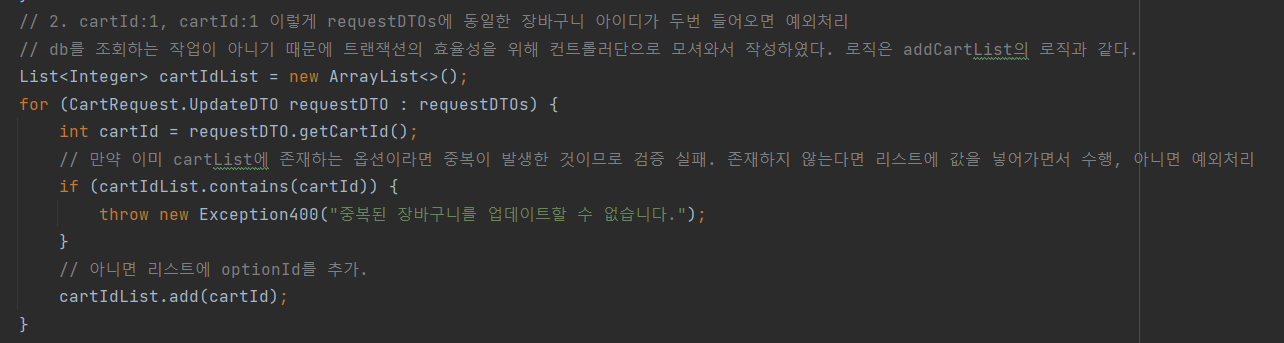 // 2. cartId:1, cartId:1 이렇게 requestDTOs에 동일한 장바구니 아이디가 두번 들어오면 예외처리
// db를 조회하는 작업이 아니기 때문에 트랜잭션의 효율성을 위해 컨트롤러단으로 모셔와서 작성하였다. 로직은 addCartList의 로직과 같다.
List<Integer> cartIdList = new ArrayList<>();
for (CartRequest.UpdateDTO requestDTO : requestDTOs) {
    int cartId = requestDTO.getCartId();
    // 만약 이미 cartList에 존재하는 옵션이라면 중복이 발생한 것이므로 검증 실패. 존재하지 않는다면 리스트에 값을 넣어가면서 수행, 아니면 예외처리
    if (cartIdList.contains(cartId)) {
        throw new Exception400("중복된 장바구니를 업데이트할 수 없습니다.");
    }
    // 아니면 리스트에 optionId를 추가.
    cartIdList.add(cartId);
}